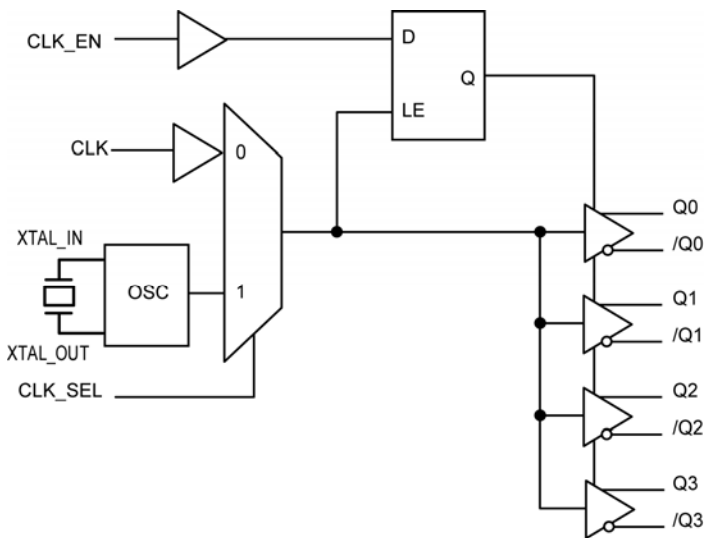 CLK_EN
D
Q
LE
CLK
0
Q0
/Q0
XTAL_IN
OSC
1
Q1
/Q1
XTAL_OUT
CLK_SEL
Q2
/Q2
Q3
/Q3